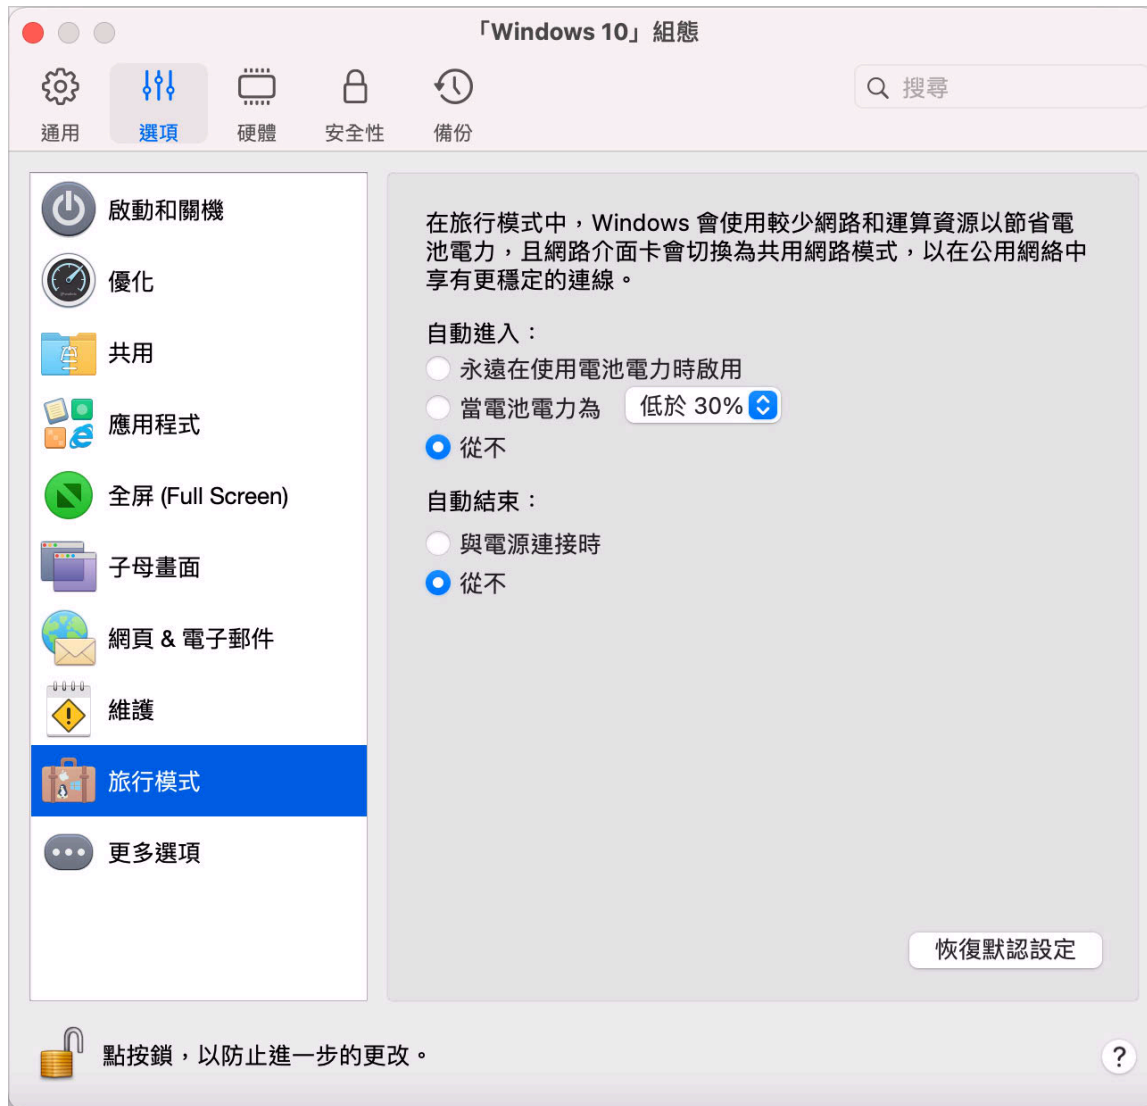 「Windows 10」組態
通用
選項
硬體
安全性
備份
搜尋
啟動和關機
優化
共用
應用程式
全屏 (Full Screen)
子母畫面
網頁 & 電子郵件
維護
旅行模式
更多選項
在旅行模式中，Windows 會使用較少網路和運算資源以節省電
池電力，且網路介面卡會切換為共用網路模式，以在公用網絡中
享有更穩定的連線。
自動進入：
永遠在使用電池電力時啟用
當電池電力為 低於 30%
從不
自動結束：
與電源連接時
從不
恢復默認設定
點按鎖，以防止進一步的更改。
?